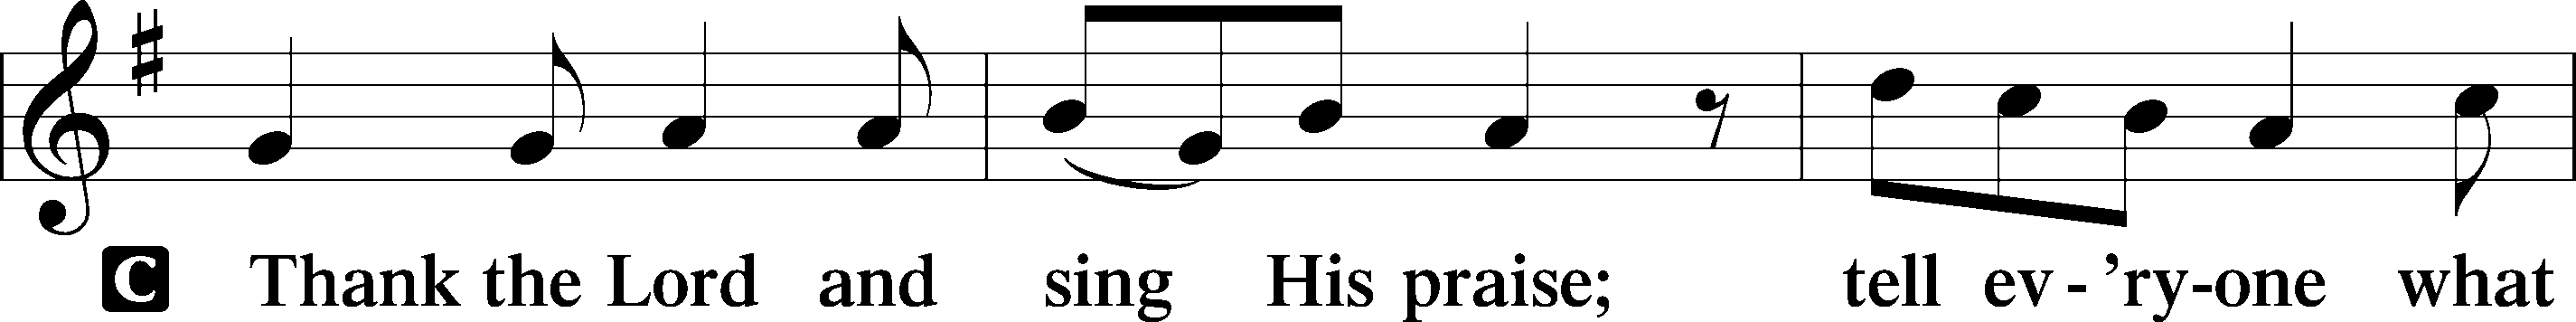 C Thank the Lord and sing His praise; tell ev-’ry-one what